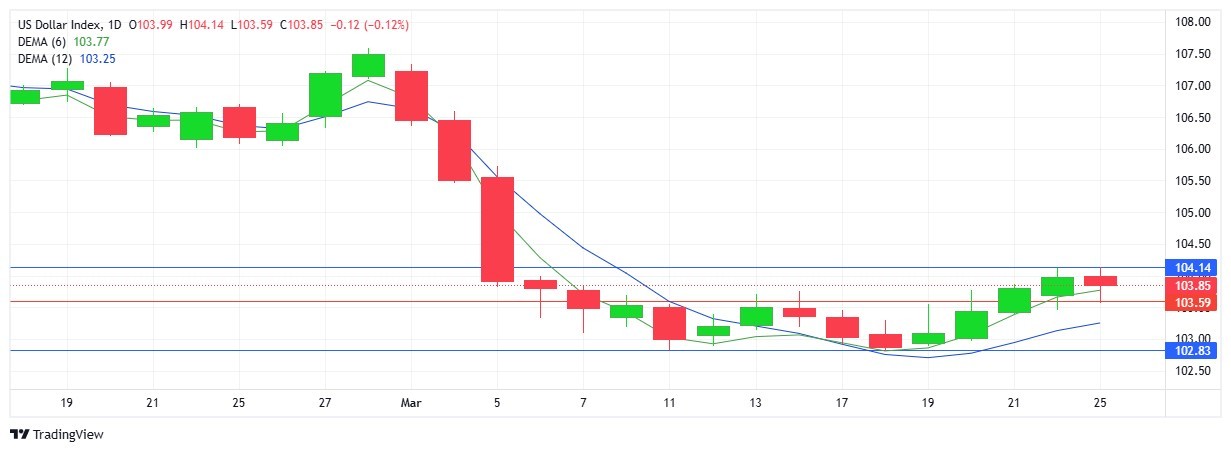 US Dollar Index, 1D O103.99 H104.14 L103.59 C103.85 -0.12 (-0.12%)
DEMA (6) 103.77
DEMA (12) 103.25
108.00
107.50
107.00
106.50
106.00
105.50
105.00
104.50
104.14
103.85
103.59
103.00
102.83
102.50
19 21 25 27 Mar 5 7 11 13 17 19 21 25
TradingView